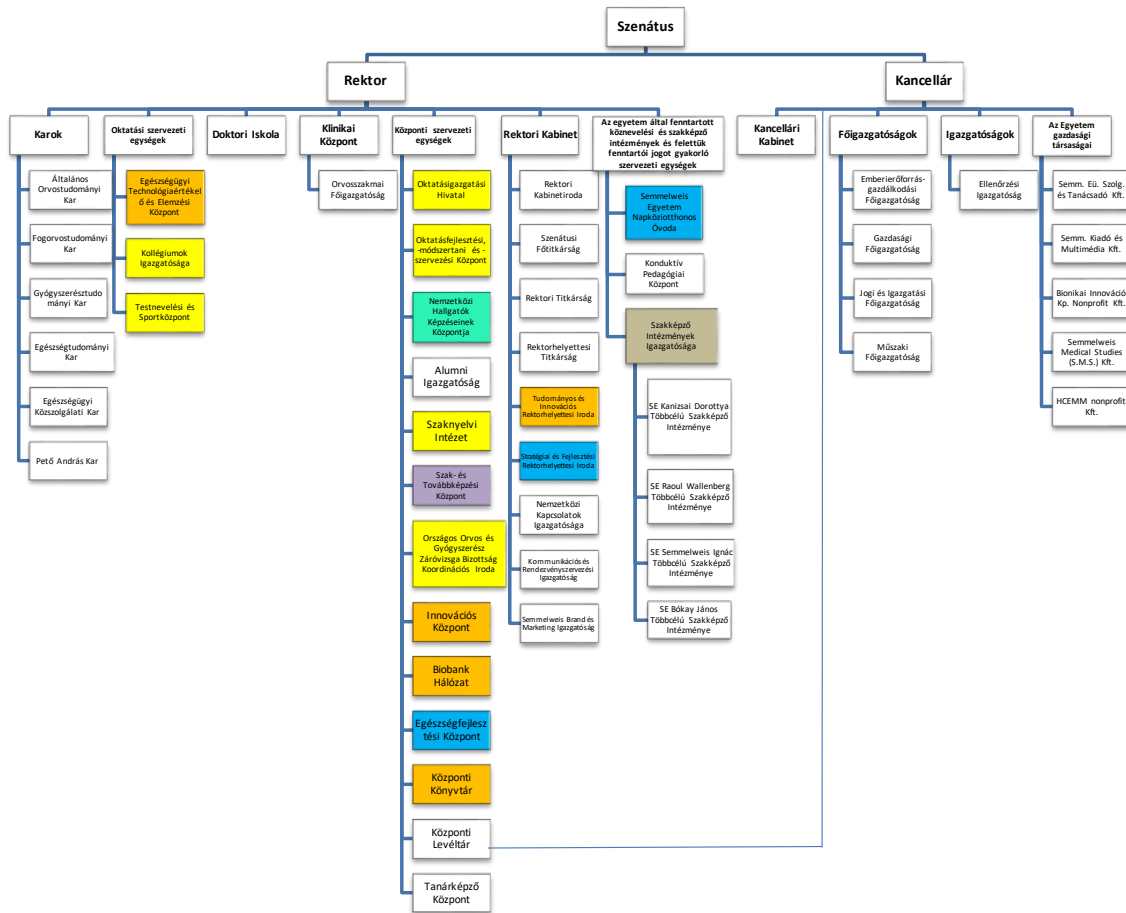 Szenátus
Rektor
Kancellár
Karok
Általános
Orvostudományi
Kar
Fogorvostudományi
Kar
Gyógyszerésztudo
mányi Kar
Egészségtudományi
Kar
Egészségügyi
Közszolgálati Kar
Pető András Kar
Oktatási szervezeti
egységek
Egészségügyi
Technológiaértékel
ő és Elemzési
Központ
Kollégiumok
Igazgatósága
Testnevelési és
Sportközpont
Doktori Iskola
Klinikai
Központ
Orvosszakmai
Főigazgatóság
Központi szervezeti
egységek
Oktatásigazgatási
Hivatal
Oktatásfejlesztési,
-módszertani és -
szervezési Központ
Nemzetközi
Hallgatók
Képzéseinek
Központja
Alumni
Igazgatóság
Szaknyelvi
Intézet
Szak- és
Továbbképzési
Központ
Országos Orvos és
Gyógyszerész
Záróvizsga Bizottság
Koordinációs Iroda
Innovációs
Központ
Biobank
Hálózat
Egészségfejlesz
tési Központ
Központi
Könyvtár
Központi
Levéltár
Tanárképző
Központ
Rektori Kabinet
Rektori
Kabinetiroda
Szenátusi
Főtitkárság
Rektori Titkárság
Rektorhelyettesi
Titkárság
Tudományos és
Innovációs
Rektorhelyettesi Iroda
Stratégiai és Fejlesztési
Rektorhelyettesi Iroda
Nemzetközi
Kapcsolatok
Igazgatósága
Kommunikációs és
Rendezvényszervezési
Igazgatóság
Semmelweis Brand és
Marketing Igazgatóság
Az egyetem által fenntartott
köznevelési és szakképző
intézmények és felettük
fenntartói jogot gyakorló
szervezeti egységek
Semmelweis
Egyetem
Napköziotthonos
Óvoda
Konduktív
Pedagógiai
Központ
Szakképző
Intézmények
Igazgatósága
SE Kanizsai Dorottya
Többcélú Szakképző
Intézménye
SE Raoul Wallenberg
Többcélú Szakképző
Intézménye
SE Semmelweis Ignác
Többcélú Szakképző
Intézménye
SE Bókay János
Többcélú Szakképző
Intézménye
Kancellári
Kabinet
Főigazgatóságok
Emberierőforrás-
gazdálkodási
Főigazgatóság
Gazdasági
Főigazgatóság
Jogi és Igazgatási
Főigazgatóság
Műszaki
Főigazgatóság
Igazgatóságok
Ellenőrzési
Igazgatóság
Az Egyetem
gazdasági
társaságai
Semm. Eü. Szolg.
és Tanácsadó Kft.
Semm. Kiadó és
Multimédia Kft.
Bionikai Innováció
Kp. Nonprofit Kft.
Semmelweis
Medical Studies
(S.M.S.) Kft.
HCEMM nonprofit
Kft.